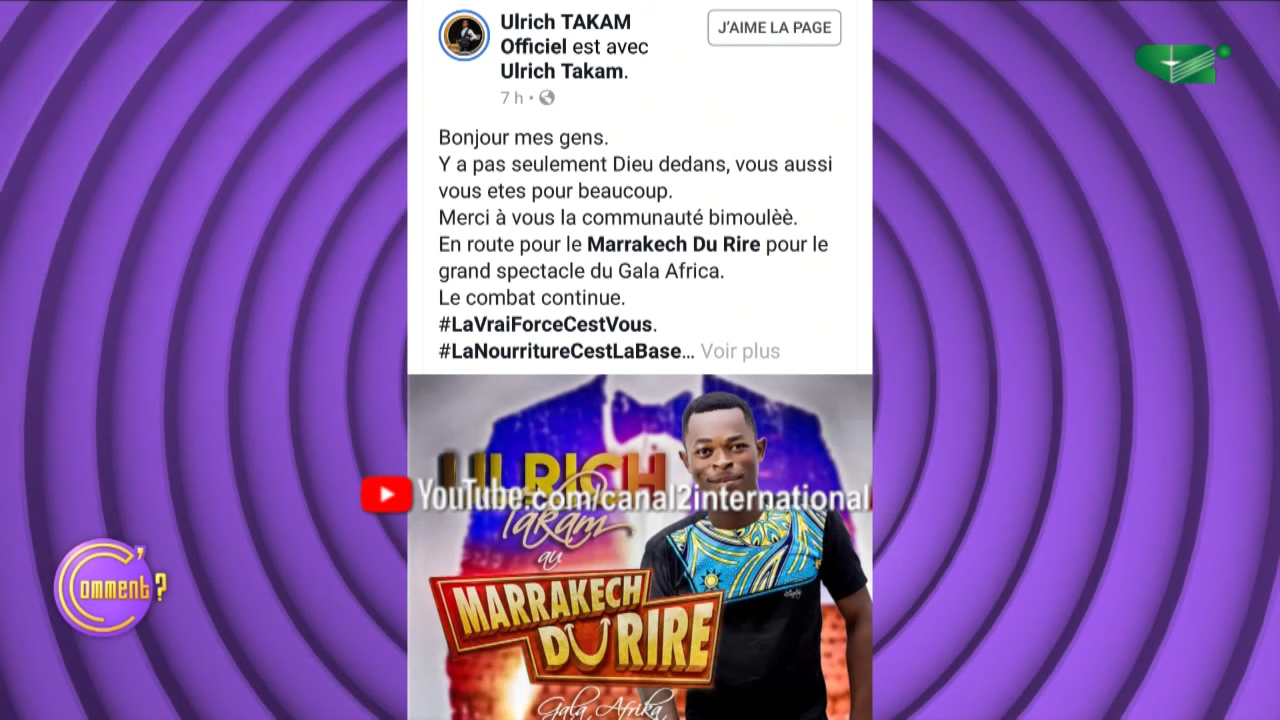 Ulrich TAKAM
Officiel est avec
Ulrich Takam.
J'AIME LA PAGE
7 h •
Bonjour mes gens.
Y a pas seulement Dieu dedans, vous aussi
vous etes pour beaucoup.
Merci à vous la communauté bimoulèè.
En route pour le Marrakech Du Rire pour le
grand spectacle du Gala Africa.
Le combat continue.
#LaVraiForceCestVous.
#LaNourritureCestLaBase... Voir plus
ULRICH
YouTube.com/canal2international
Takam
au
MARRAKECH
DU RIRE
Gala Afrika
C'omment ?